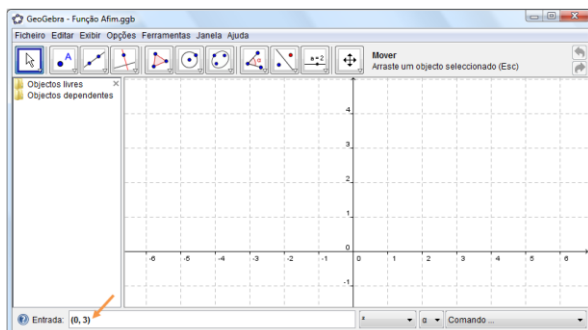 GeoGebra - Função Afim.ggb
Ficheiro Editar Exibir Opções Ferramentas Janela Ajuda
A
α
a=2
Mover
Arraste um objecto seleccionado (Esc)
Objectos livres
Objectos dependentes
4
3
2
1
0
-1
-6 -5 -4 -3 -2 -1 0 1 2 3 4 5 6
Entrada: (0, 3)
² α Comando ...